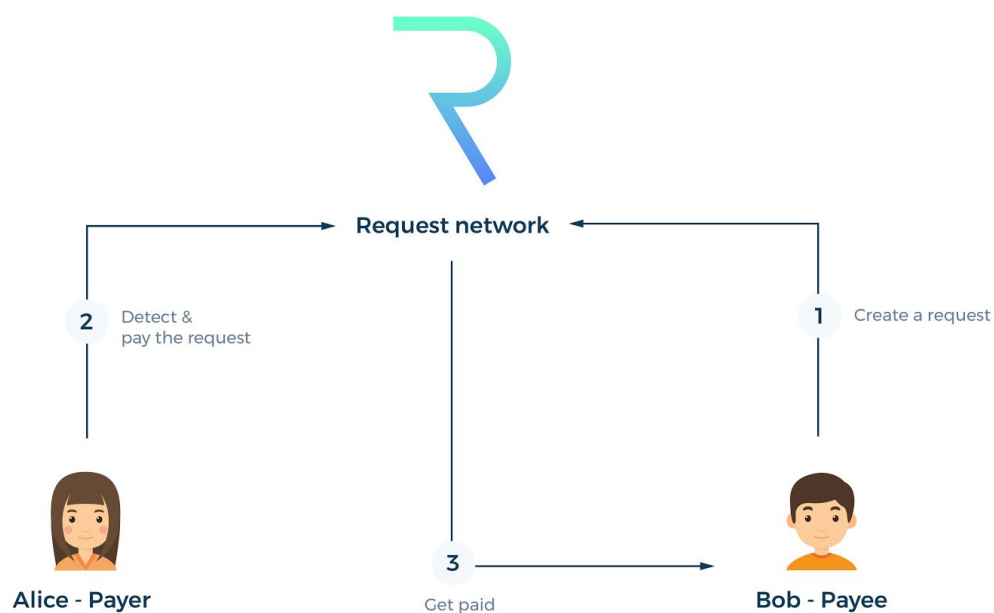 Request network
2
Detect &
pay the request
1
Create a request
3
Get paid
Alice - Payer
Bob - Payee